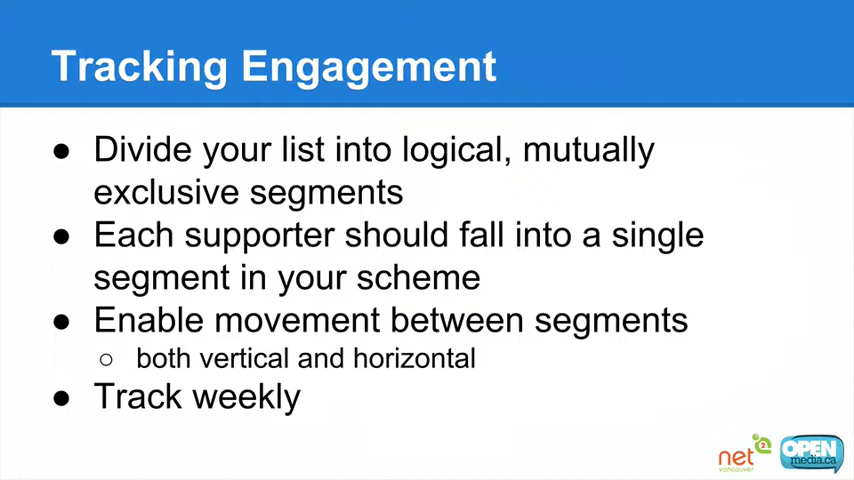 Tracking Engagement
● Divide your list into logical, mutually
exclusive segments
● Each supporter should fall into a single
segment in your scheme
● Enable movement between segments
○ both vertical and horizontal
● Track weekly
net2
vancouver
OPEN
media.ca